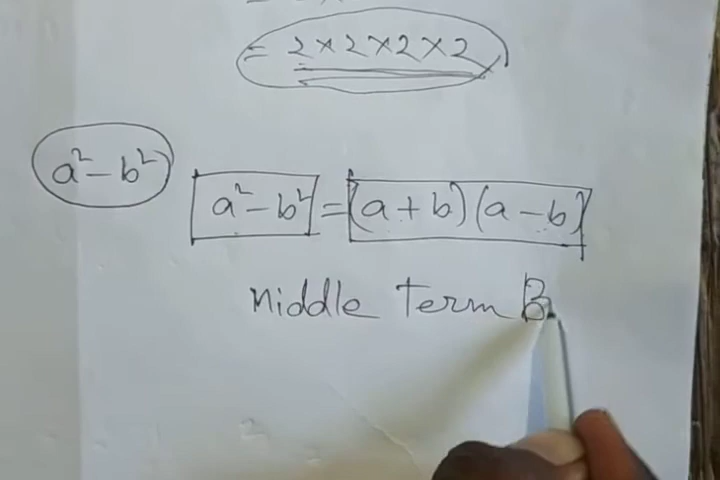 = 2 × 2 × 2 × 2
a² – b²
a² – b² = (a + b) (a – b)
Middle Term B